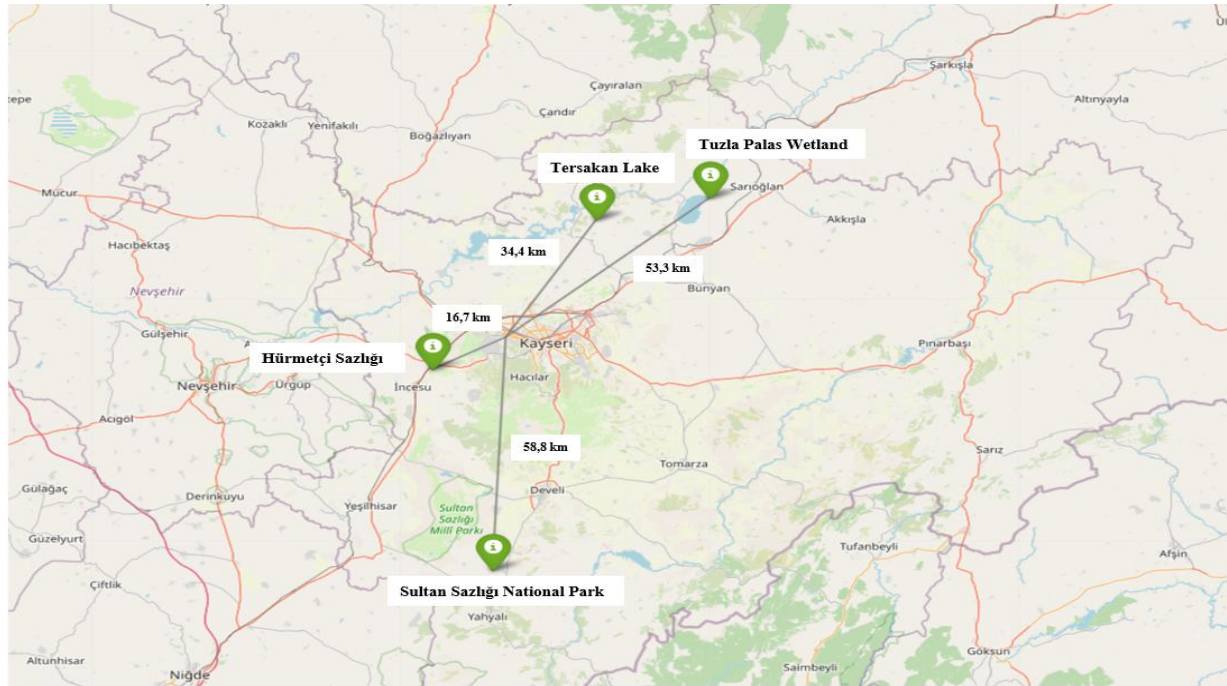 Çayıralan
Şarkışla
Altınyayla
Çandır
Kozaklı
Yenifakılı
Boğazlıyan
Tuzla Palas Wetland
Tersakan Lake
Sarıoğlan
Mucur
Akkışla
Hacıbektaş
34,4 km
53,3 km
Bünyan
Nevşehir
16,7 km
Gülşehir
Kayseri
Pınarbaşı
Hürmetçi Sazlığı
Hacılar
Nevşehir
Ürgüp
İncesu
Acıgöl
58,8 km
Sarız
Tomarza
Gülağaç
Derinkuyu
Develi
Yeşilhisar
Sultan
Sazlığı
Millî Parkı
Güzelyurt
Tufanbeyli
Afşin
Çiftlik
Sultan Sazlığı National Park
Yahyalı
Göksun
Altunhisar
Saimbeyli
Niğde